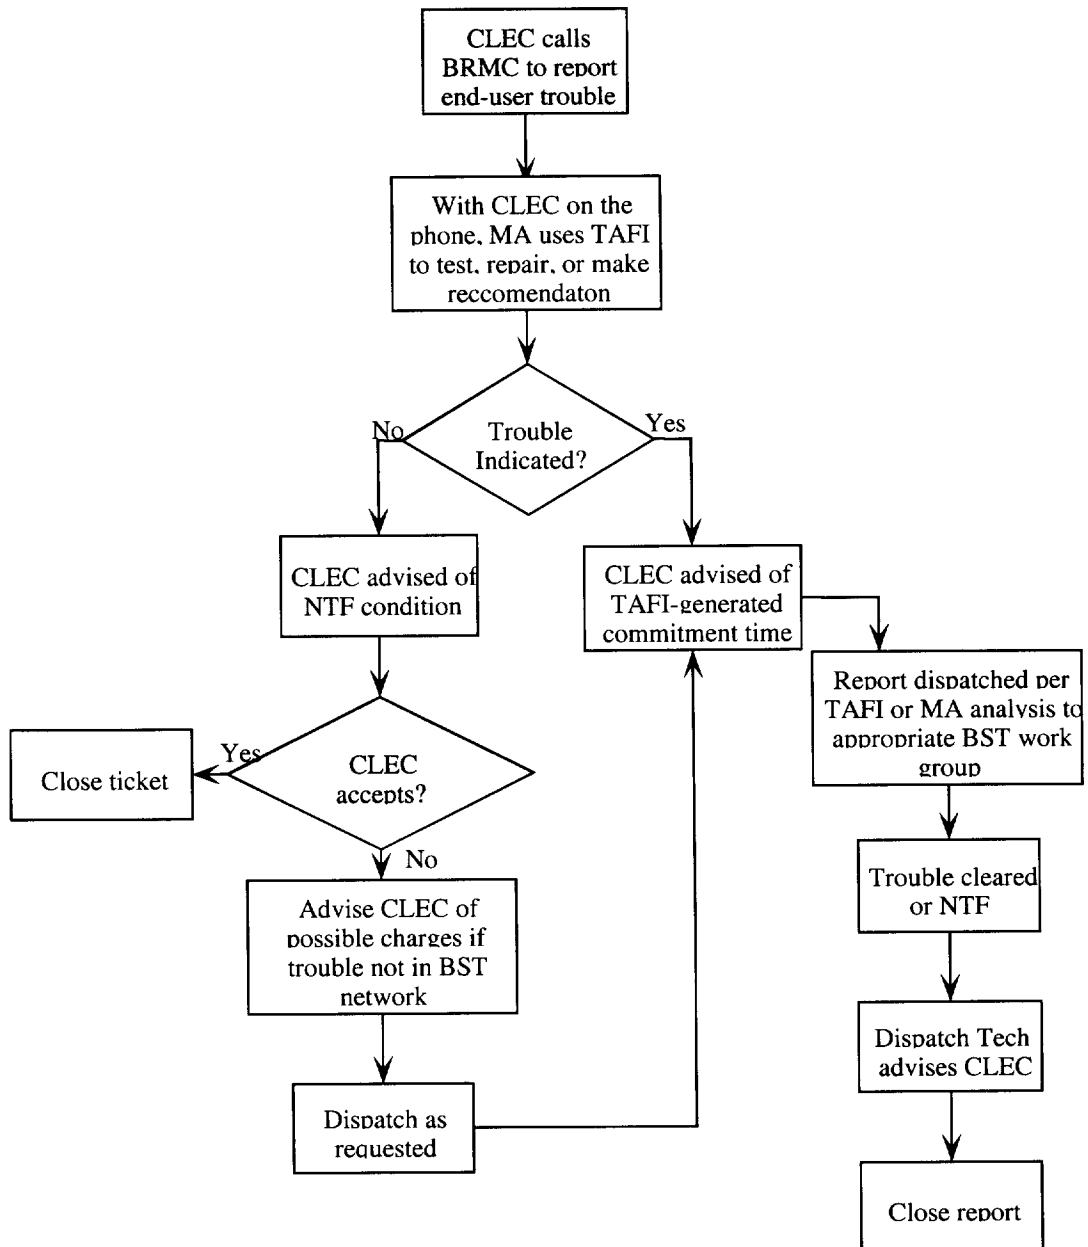 CLEC calls
BRMC to report
end-user trouble
With CLEC on the
phone, MA uses TAFI
to test, repair, or make
reccomendaton
No
Yes
Trouble
Indicated?
CLEC advised of
NTF condition
CLEC advised of
TAFI-generated
commitment time
Report dispatched per
TAFI or MA analysis to
appropriate BST work
group
Yes
Close ticket
CLEC
accepts?
No
Trouble cleared
or NTF
Advise CLEC of
possible charges if
trouble not in BST
network
Dispatch Tech
advises CLEC
Dispatch as
requested
Close report